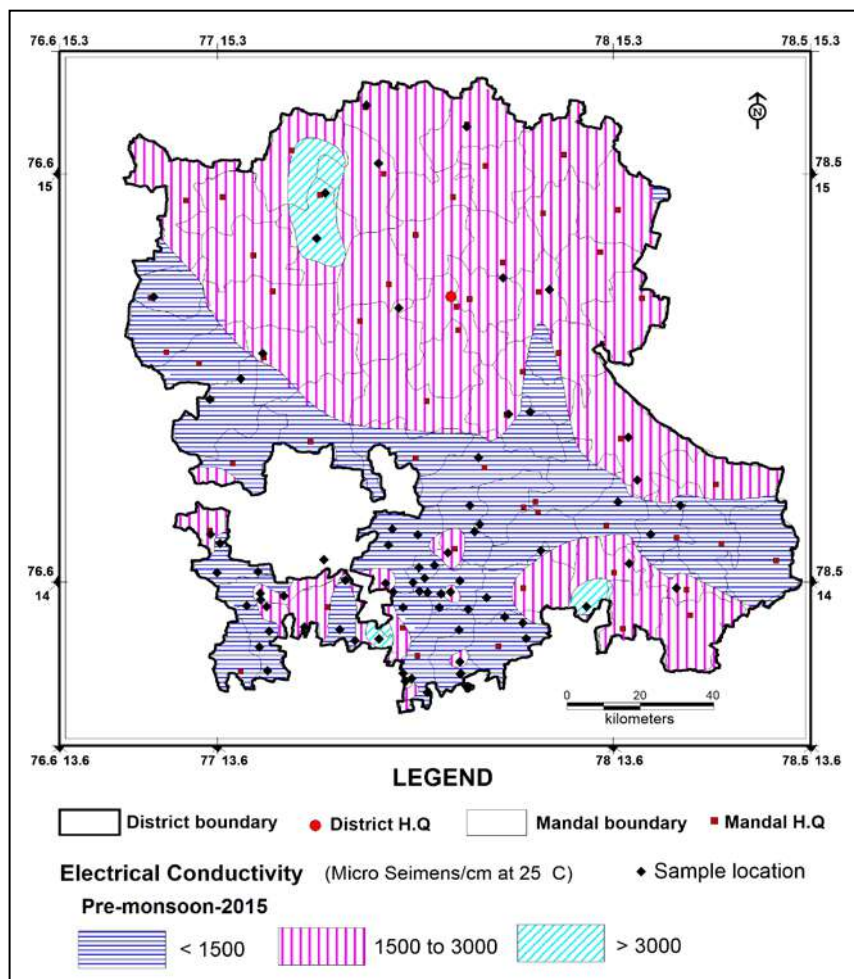 76.6 15.3
77 15.3
78 15.3
78.5 15.3
N
76.6
15
78.5
15
76.6
14
78.5
14
0 20 40
kilometers
76.6 13.6
77 13.6
78 13.6
78.5 13.6
LEGEND
District boundary District H.Q Mandal boundary Mandal H.Q
Electrical Conductivity (Micro Seimens/cm at 25 C) Sample location
Pre-monsoon-2015
< 1500 1500 to 3000 > 3000